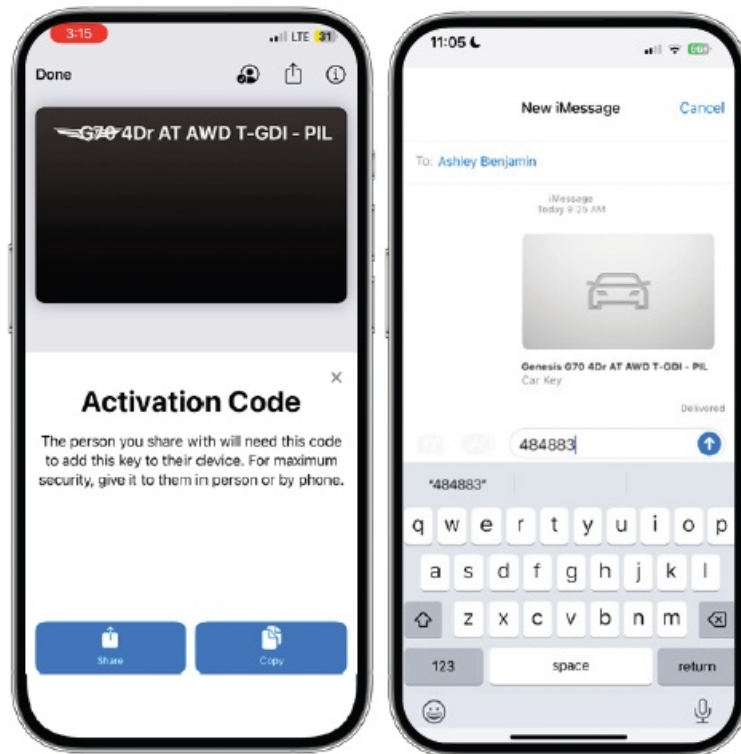 3:15
LTE 31
Done
G70 4Dr AT AWD T-GDI - PIL
Activation Code
The person you share with will need this code
to add this key to their device. For maximum
security, give it to them in person or by phone.
Share
Copy
11:05
New iMessage
Cancel
To: Ashley Benjamin
iMessage
Today 9:25 AM
Genesis G70 4Dr AT AWD T-GDI - PIL
Car Key
Delivered
484883
"484883"
q w e r t y u i o p
a s d f g h j k l
z x c v b n m
123 space return